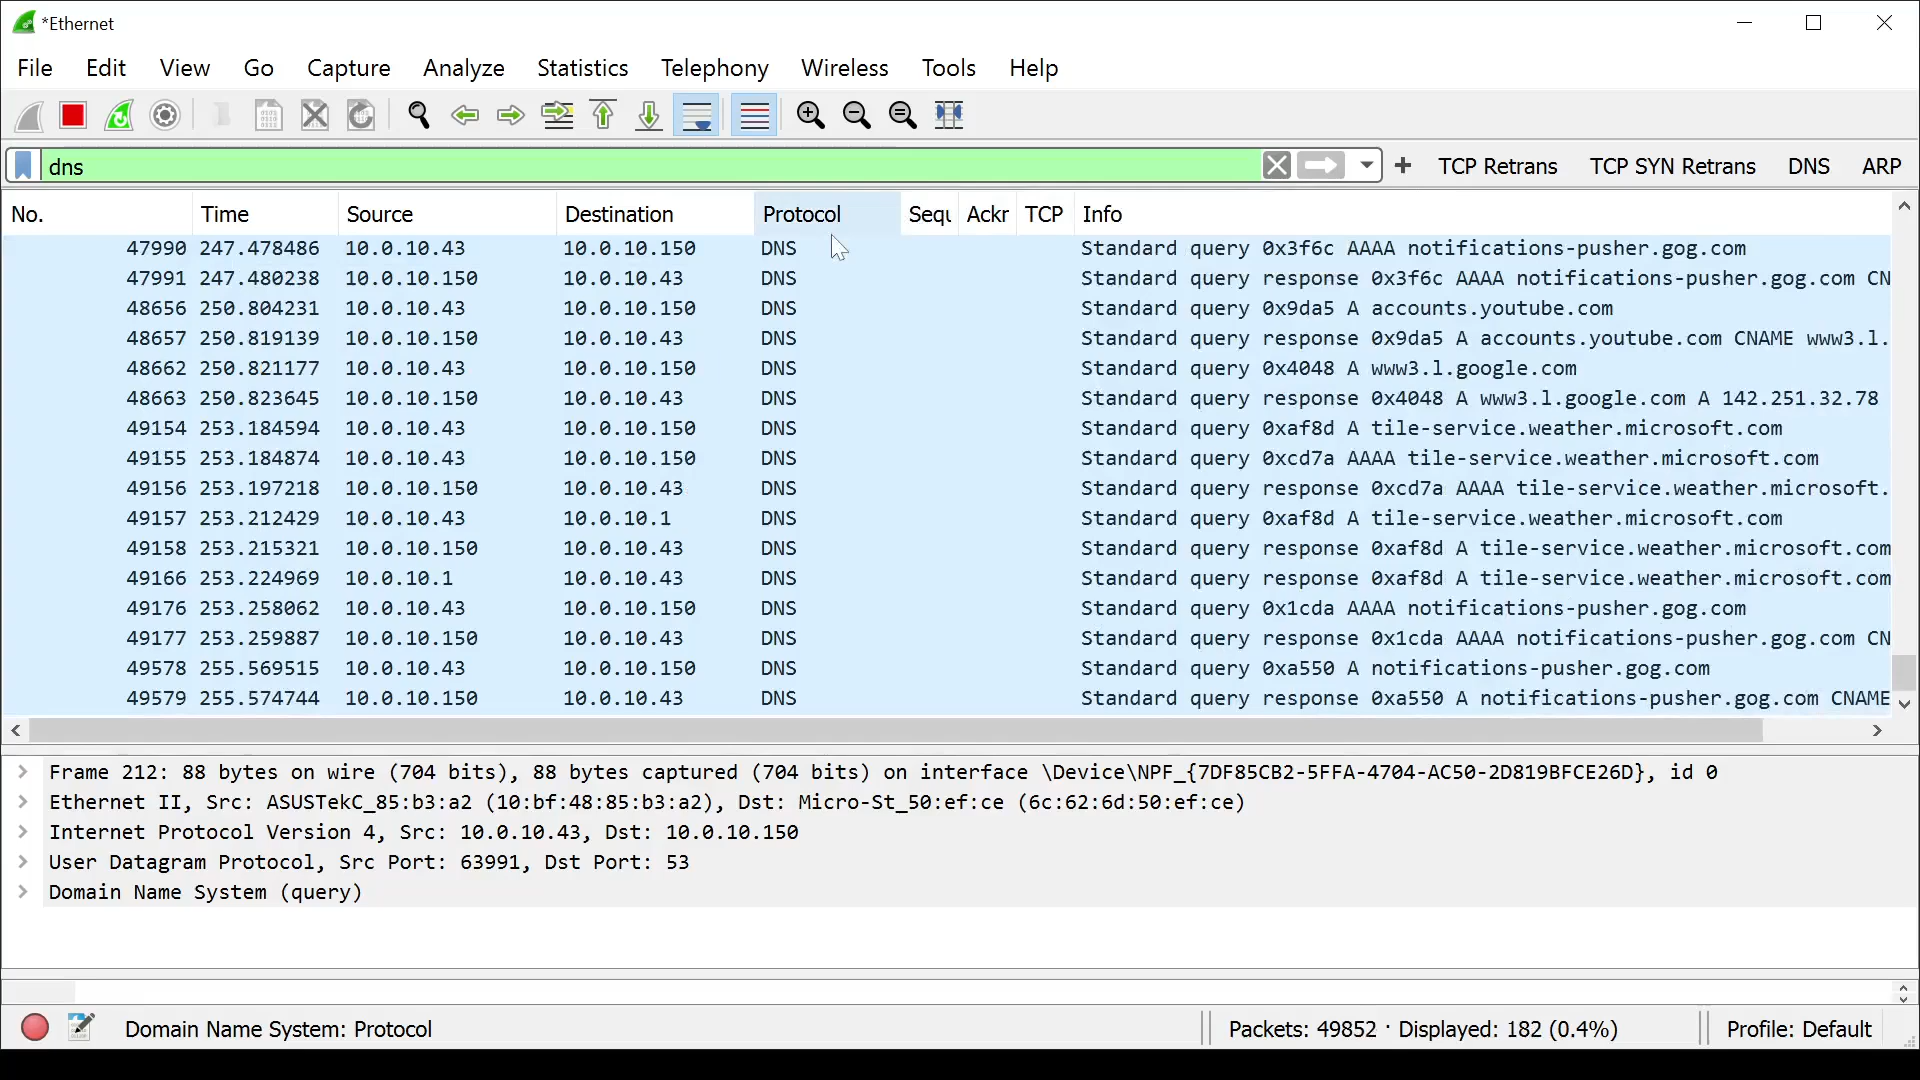 *Ethernet
File Edit View Go Capture Analyze Statistics Telephony Wireless Tools Help
dns + TCP Retrans TCP SYN Retrans DNS ARP
No. Time Source Destination Protocol Sequ Ackr TCP Info
47990 247.478486 10.0.10.43 10.0.10.150 DNS Standard query 0x3f6c AAAA notifications-pusher.gog.com
47991 247.480238 10.0.10.150 10.0.10.43 DNS Standard query response 0x3f6c AAAA notifications-pusher.gog.com CN
48656 250.804231 10.0.10.43 10.0.10.150 DNS Standard query 0x9da5 A accounts.youtube.com
48657 250.819139 10.0.10.150 10.0.10.43 DNS Standard query response 0x9da5 A accounts.youtube.com CNAME www3.l.
48662 250.821177 10.0.10.43 10.0.10.150 DNS Standard query 0x4048 A www3.l.google.com
48663 250.823645 10.0.10.150 10.0.10.43 DNS Standard query response 0x4048 A www3.l.google.com A 142.251.32.78
49154 253.184594 10.0.10.43 10.0.10.150 DNS Standard query 0xaf8d A tile-service.weather.microsoft.com
49155 253.184874 10.0.10.43 10.0.10.150 DNS Standard query 0xcd7a AAAA tile-service.weather.microsoft.com
49156 253.197218 10.0.10.150 10.0.10.43 DNS Standard query response 0xcd7a AAAA tile-service.weather.microsoft.
49157 253.212429 10.0.10.43 10.0.10.1 DNS Standard query 0xaf8d A tile-service.weather.microsoft.com
49158 253.215321 10.0.10.150 10.0.10.43 DNS Standard query response 0xaf8d A tile-service.weather.microsoft.com
49166 253.224969 10.0.10.1 10.0.10.43 DNS Standard query response 0xaf8d A tile-service.weather.microsoft.com
49176 253.258062 10.0.10.43 10.0.10.150 DNS Standard query 0x1cda AAAA notifications-pusher.gog.com
49177 253.259887 10.0.10.150 10.0.10.43 DNS Standard query response 0x1cda AAAA notifications-pusher.gog.com CN
49578 255.569515 10.0.10.43 10.0.10.150 DNS Standard query 0xa550 A notifications-pusher.gog.com
49579 255.574744 10.0.10.150 10.0.10.43 DNS Standard query response 0xa550 A notifications-pusher.gog.com CNAME
Frame 212: 88 bytes on wire (704 bits), 88 bytes captured (704 bits) on interface \Device\NPF_{7DF85CB2-5FFA-4704-AC50-2D819BFCE26D}, id 0
Ethernet II, Src: ASUSTekC_85:b3:a2 (10:bf:48:85:b3:a2), Dst: Micro-St_50:ef:ce (6c:62:6d:50:ef:ce)
Internet Protocol Version 4, Src: 10.0.10.43, Dst: 10.0.10.150
User Datagram Protocol, Src Port: 63991, Dst Port: 53
Domain Name System (query)
Domain Name System: Protocol Packets: 49852 · Displayed: 182 (0.4%) Profile: Default